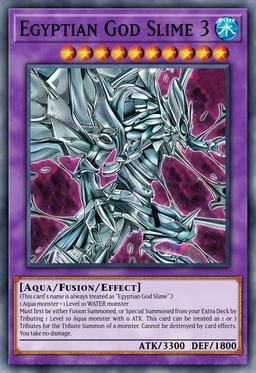 EGYPTIAN GOD SLIME 3
WATER
水
[AQUA/FUSION/EFFECT]
(This card's name is always treated as "Egyptian God Slime".)
1 Aqua monster + 1 Level 10 WATER monster
Must first be either Fusion Summoned, or Special Summoned from your Extra Deck by
Tributing 1 Level 10 Aqua monster with 0 ATK. This card can be treated as 1 or 3
Tributes for the Tribute Summon of a monster. Cannot be destroyed by card effects.
You take no damage.
ATK/3300 DEF/1800